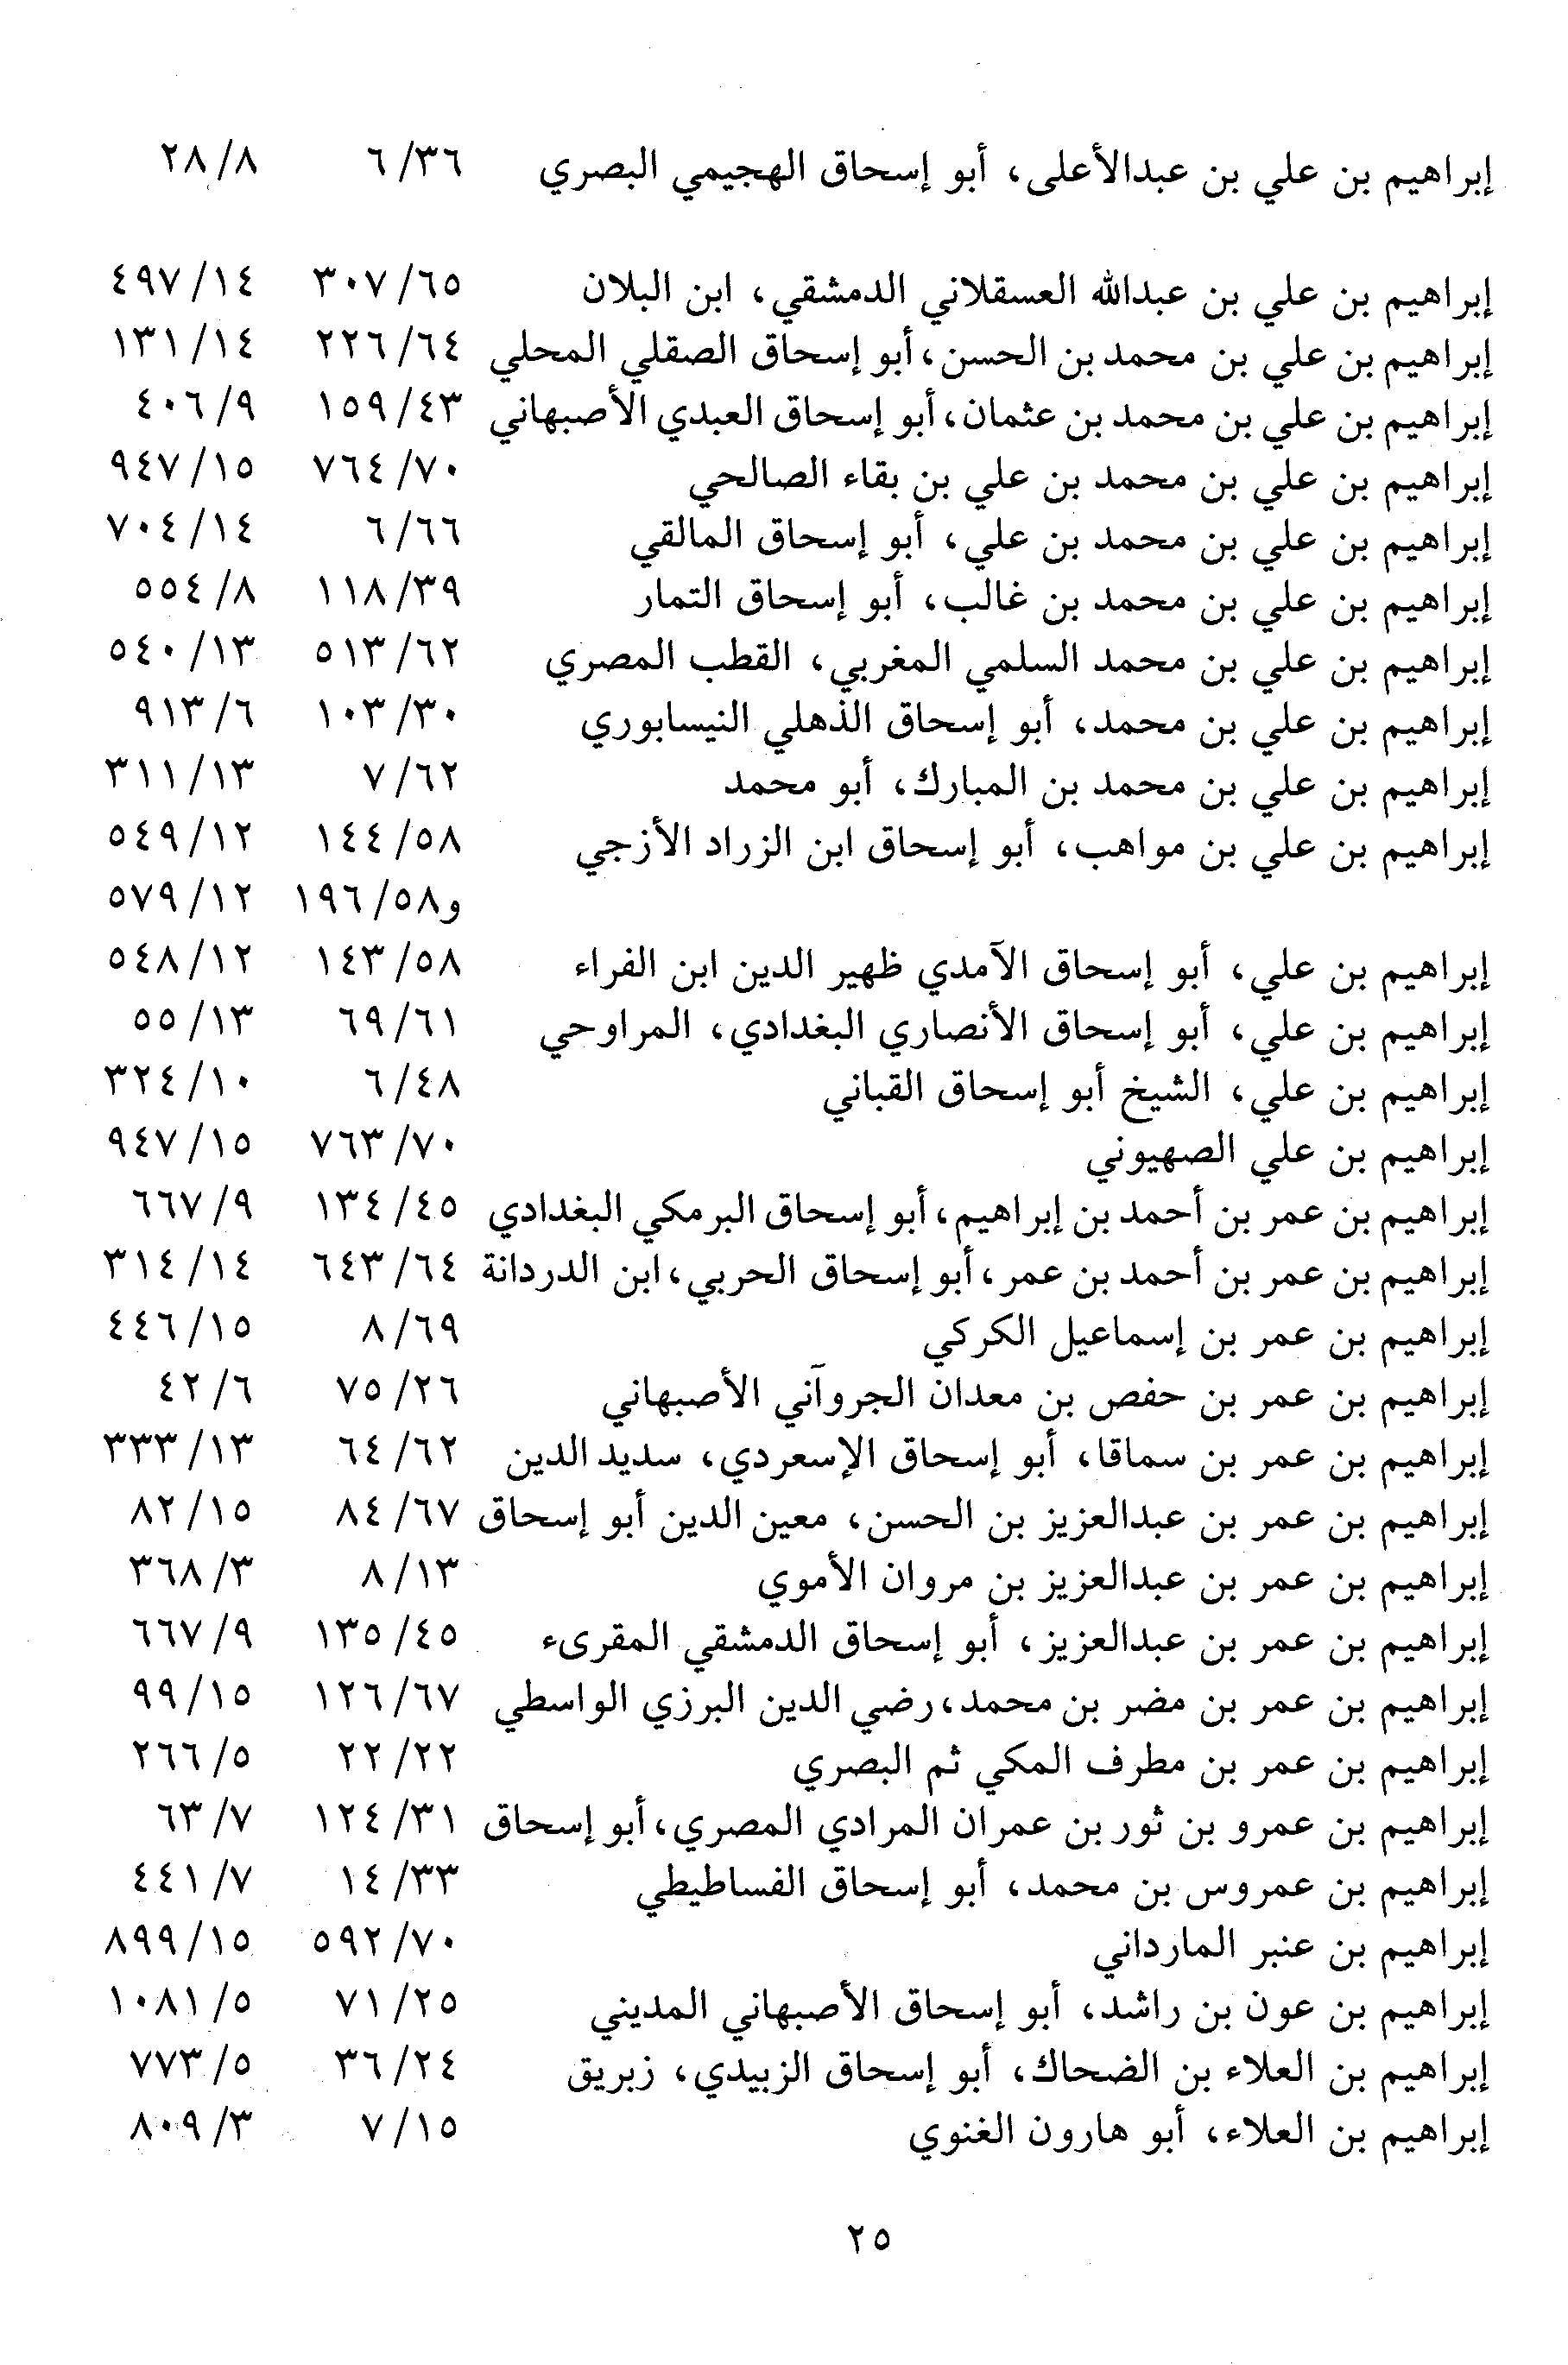 إبراهيم بن علي بن عبدالأعلى، أبو إسحاق الهجيمي البصري ٣٦/ ٦ ٨/ ٢٨
إبراهيم بن علي بن عبدالله العسقلاني الدمشقي، ابن البلان ٦٥/ ٣٠٧ ١٤/ ٤٩٧
إبراهيم بن علي بن محمد بن الحسن، أبو إسحاق الصقلي المحلي ٦٤/ ٢٢٦ ١٤/ ١٣١
إبراهيم بن علي بن محمد بن عثمان، أبو إسحاق العبدي الأصبهاني ٤٣/ ١٥٩ ٩/ ٤٠٦
إبراهيم بن علي بن محمد بن علي بن بقاء الصالحي ٧٠/ ٧٦٤ ١٥/ ٩٤٧
إبراهيم بن علي بن محمد بن علي، أبو إسحاق المالقي ٦٦/ ٦ ١٤/ ٧٠٤
إبراهيم بن علي بن محمد بن غالب، أبو إسحاق التمار ٣٩/ ١١٨ ٨/ ٥٥٤
إبراهيم بن علي بن محمد السلمي المغربي، القطب المصري ٦٢/ ٥١٣ ١٣/ ٥٤٠
إبراهيم بن علي بن محمد، أبو إسحاق الذهلي النيسابوري ٣٠/ ١٠٣ ٦/ ٩١٣
إبراهيم بن علي بن محمد بن المبارك، أبو محمد ٦٢/ ٧ ١٣/ ٣١١
إبراهيم بن علي بن مواهب، أبو إسحاق ابن الزراد الأزجي ٥٨/ ١٤٤ ١٢/ ٥٤٩
و٥٨/ ١٩٦ ١٢/ ٥٧٩
إبراهيم بن علي، أبو إسحاق الآمدي ظهير الدين ابن الفراء ٥٨/ ١٤٣ ١٢/ ٥٤٨
إبراهيم بن علي، أبو إسحاق الأنصاري البغدادي، المراوحي ٦١/ ٦٩ ١٣/ ٥٥
إبراهيم بن علي، الشيخ أبو إسحاق القباني ٤٨/ ٦ ١٠/ ٣٢٤
إبراهيم بن علي الصهيوني ٧٠/ ٧٦٣ ١٥/ ٩٤٧
إبراهيم بن عمر بن أحمد بن إبراهيم، أبو إسحاق البرمكي البغدادي ٤٥/ ١٣٤ ٩/ ٦٦٧
إبراهيم بن عمر بن أحمد بن عمر، أبو إسحاق الحربي، ابن الدردانة ٦٤/ ٦٤٣ ١٤/ ٣١٤
إبراهيم بن عمر بن إسماعيل الكركي ٦٩/ ٨ ١٥/ ٤٤٦
إبراهيم بن عمر بن حفص بن معدان الجروآني الأصبهاني ٢٦/ ٧٥ ٦/ ٤٢
إبراهيم بن عمر بن سماقا، أبو إسحاق الإسعردي، سديد الدين ٦٢/ ٦٤ ١٣/ ٣٣٣
إبراهيم بن عمر بن عبدالعزيز بن الحسن، معين الدين أبو إسحاق ٦٧/ ٨٤ ١٥/ ٨٢
إبراهيم بن عمر بن عبدالعزيز بن مروان الأموي ١٣/ ٨ ٣/ ٣٦٨
إبراهيم بن عمر بن عبدالعزيز، أبو إسحاق الدمشقي المقرىء ٤٥/ ١٣٥ ٩/ ٦٦٧
إبراهيم بن عمر بن مضر بن محمد، رضي الدين البرزي الواسطي ٦٧/ ١٢٦ ١٥/ ٩٩
إبراهيم بن عمر بن مطرف المكي ثم البصري ٢٢/ ٢٢ ٥/ ٢٦٦
إبراهيم بن عمرو بن ثور بن عمران المرادي المصري، أبو إسحاق ٣١/ ١٢٤ ٧/ ٦٣
إبراهيم بن عمروس بن محمد، أبو إسحاق الفساطيطي ٣٣/ ١٤ ٧/ ٤٤١
إبراهيم بن عنبر المارداني ٧٠/ ٥٩٢ ١٥/ ٨٩٩
إبراهيم بن عون بن راشد، أبو إسحاق الأصبهاني المديني ٢٥/ ٧١ ٥/ ١٠٨١
إبراهيم بن العلاء بن الضحاك، أبو إسحاق الزبيدي، زبريق ٢٤/ ٣٦ ٥/ ٧٧٣
إبراهيم بن العلاء، أبو هارون الغنوي ١٥/ ٧ ٣/ ٨٠٩
٢٥